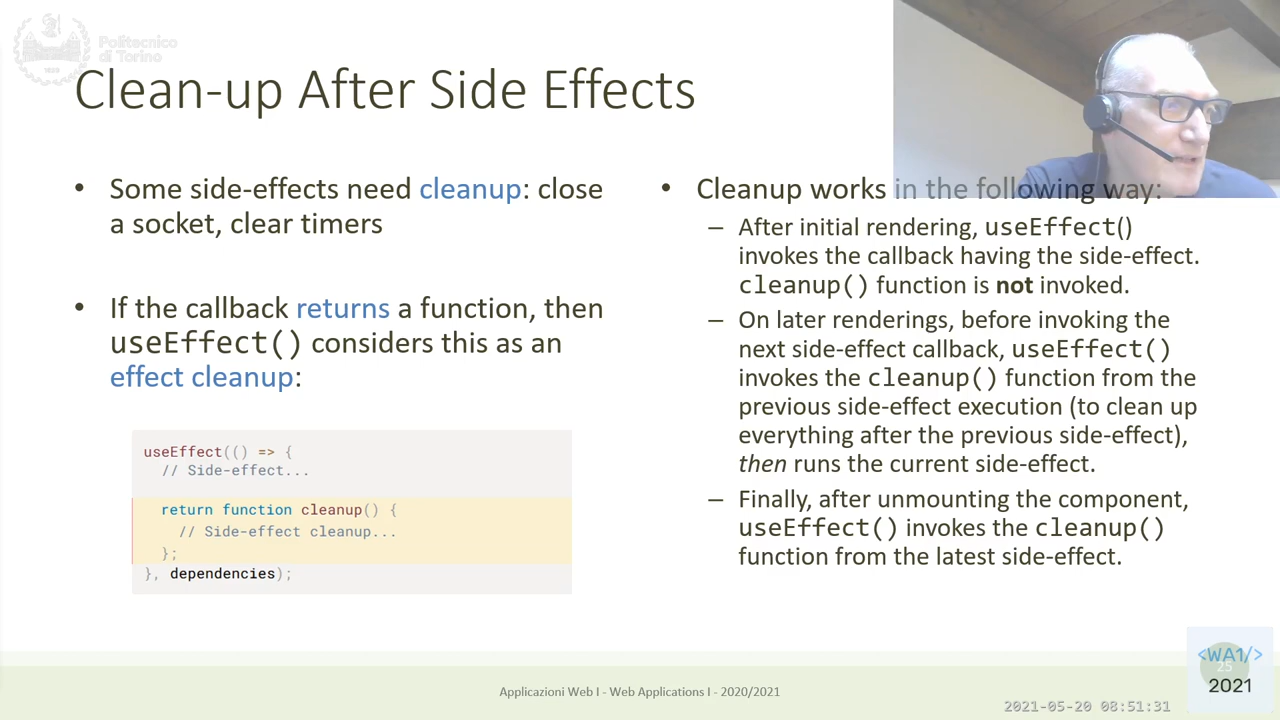 Politecnico
di Torino
Clean-up After Side Effects
• Some side-effects need cleanup: close
a socket, clear timers
• If the callback returns a function, then
useEffect() considers this as an
effect cleanup:
useEffect(() => {
// Side-effect...
return function cleanup() {
// Side-effect cleanup...
};
}, dependencies);
• Cleanup works in the following way:
– After initial rendering, useEffect()
invokes the callback having the side-effect.
cleanup() function is not invoked.
– On later renderings, before invoking the
next side-effect callback, useEffect()
invokes the cleanup() function from the
previous side-effect execution (to clean up
everything after the previous side-effect),
then runs the current side-effect.
– Finally, after unmounting the component,
useEffect() invokes the cleanup()
function from the latest side-effect.
Applicazioni Web I - Web Applications I - 2020/2021
<WA1/>
25
2021
2021-05-20 08:51:31